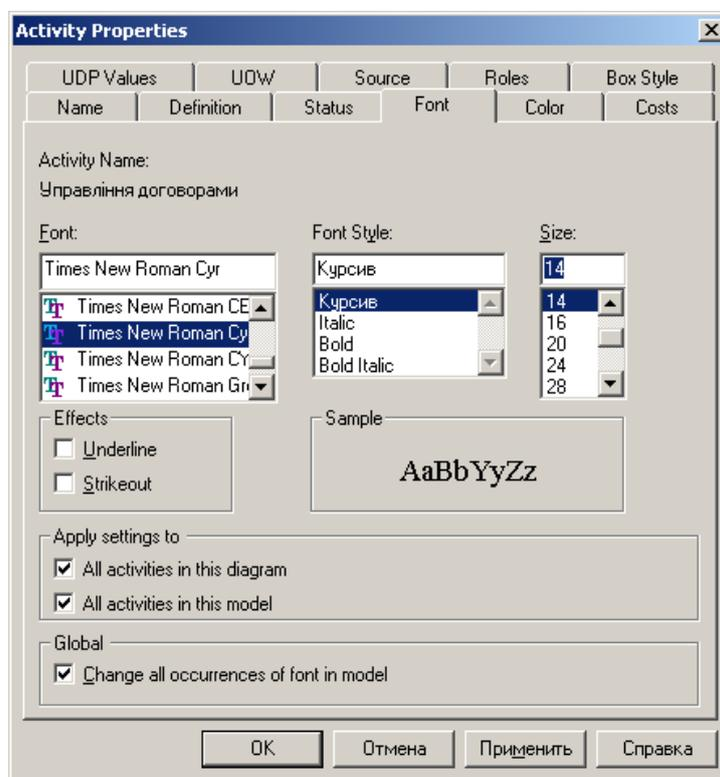 Activity Properties
UDP Values UOW Source Roles Box Style
Name Definition Status Font Color Costs
Activity Name:
Управління договорами
Font: Font Style: Size:
Times New Roman Cyr Курсив 14
Times New Roman CE Курсив 14
Times New Roman Cy Italic 16
Times New Roman CY Bold 20
Times New Roman Gr Bold Italic 24
28
Effects Sample
Underline
Strikeout
AaBbYyZz
Apply settings to
All activities in this diagram
All activities in this model
Global
Change all occurrences of font in model
OK Отмена Применить Справка